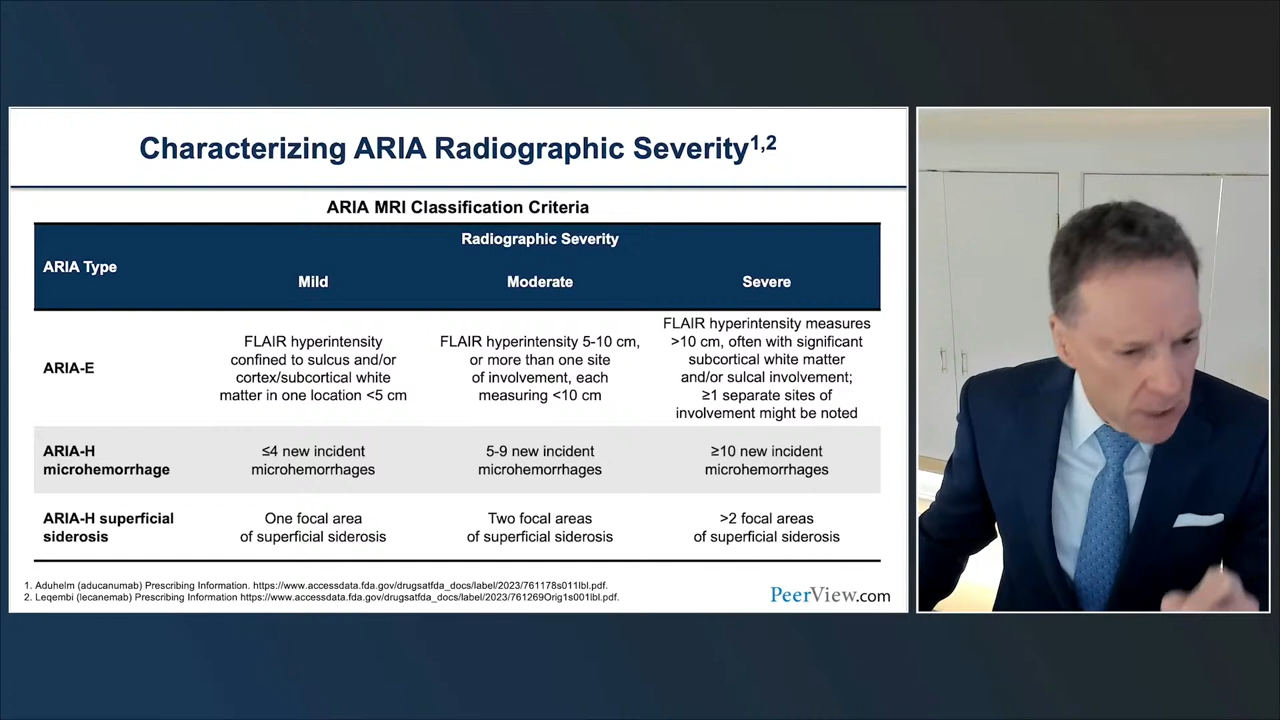 Characterizing ARIA Radiographic Severity1,2
ARIA MRI Classification Criteria
ARIA Type
Radiographic Severity
Mild
Moderate
Severe
ARIA-E
FLAIR hyperintensity
confined to sulcus and/or
cortex/subcortical white
matter in one location <5 cm
FLAIR hyperintensity 5-10 cm,
or more than one site
of involvement, each
measuring <10 cm
FLAIR hyperintensity measures
>10 cm, often with significant
subcortical white matter
and/or sulcal involvement;
≥1 separate sites of
involvement might be noted
ARIA-H
microhemorrhage
≤4 new incident
microhemorrhages
5-9 new incident
microhemorrhages
≥10 new incident
microhemorrhages
ARIA-H superficial
siderosis
One focal area
of superficial siderosis
Two focal areas
of superficial siderosis
>2 focal areas
of superficial siderosis
1. Aduhelm (aducanumab) Prescribing Information. https://www.accessdata.fda.gov/drugsatfda_docs/label/2023/761178s011lbl.pdf.
2. Leqembi (lecanemab) Prescribing Information https://www.accessdata.fda.gov/drugsatfda_docs/label/2023/761269Orig1s001lbl.pdf.
PeerView.com